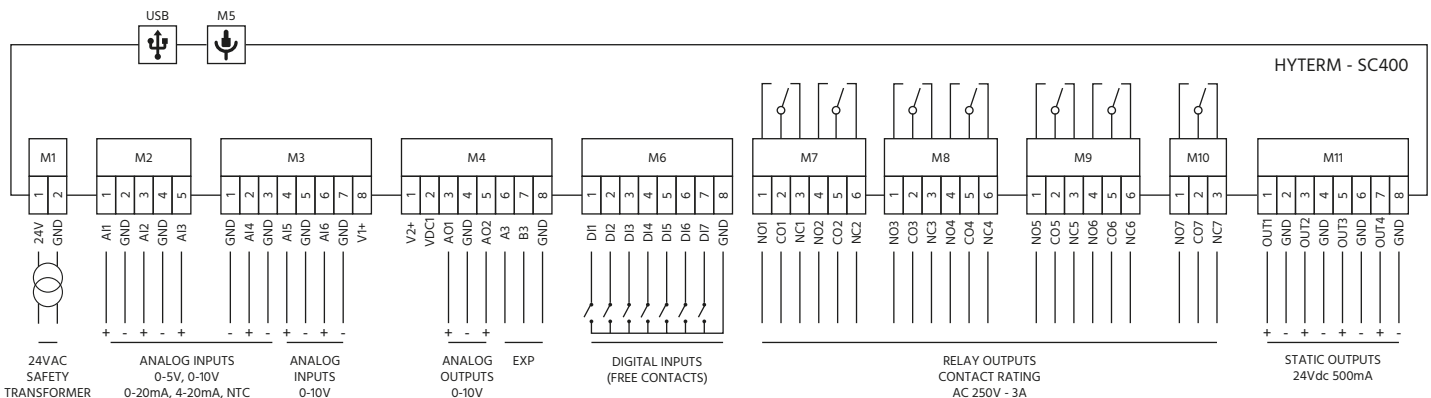 USB M5
HYTERM - SC400
M1 M2 M3 M4 M6 M7 M8 M9 M10 M11
1 2 1 2 3 4 5 1 2 3 4 5 6 7 8 1 2 3 4 5 6 7 8 1 2 3 4 5 6 7 8 1 2 3 4 5 6 1 2 3 4 5 6 1 2 3 4 5 6 1 2 3 1 2 3 4 5 6 7 8
24V GND AI1 GND AI2 GND AI3 GND AI4 GND AI5 GND AI6 GND V1+ V2+ VDC1 AO1 GND AO2 A3 B3 GND DI1 DI2 DI3 DI4 DI5 DI6 DI7 GND NO1 CO1 NC1 NO2 CO2 NC2 NO3 CO3 NC3 NO4 CO4 NC4 NO5 CO5 NC5 NO6 CO6 NC6 NO7 CO7 NC7 OUT1 GND OUT2 GND OUT3 GND OUT4 GND
+ - + - + - + - + - + - + - + + - + - + - + -
24VAC
SAFETY
TRANSFORMER
ANALOG INPUTS
0-5V, 0-10V
0-20mA, 4-20mA, NTC
ANALOG
INPUTS
0-10V
ANALOG
OUTPUTS
0-10V
EXP
DIGITAL INPUTS
(FREE CONTACTS)
RELAY OUTPUTS
CONTACT RATING
AC 250V - 3A
STATIC OUTPUTS
24Vdc 500mA